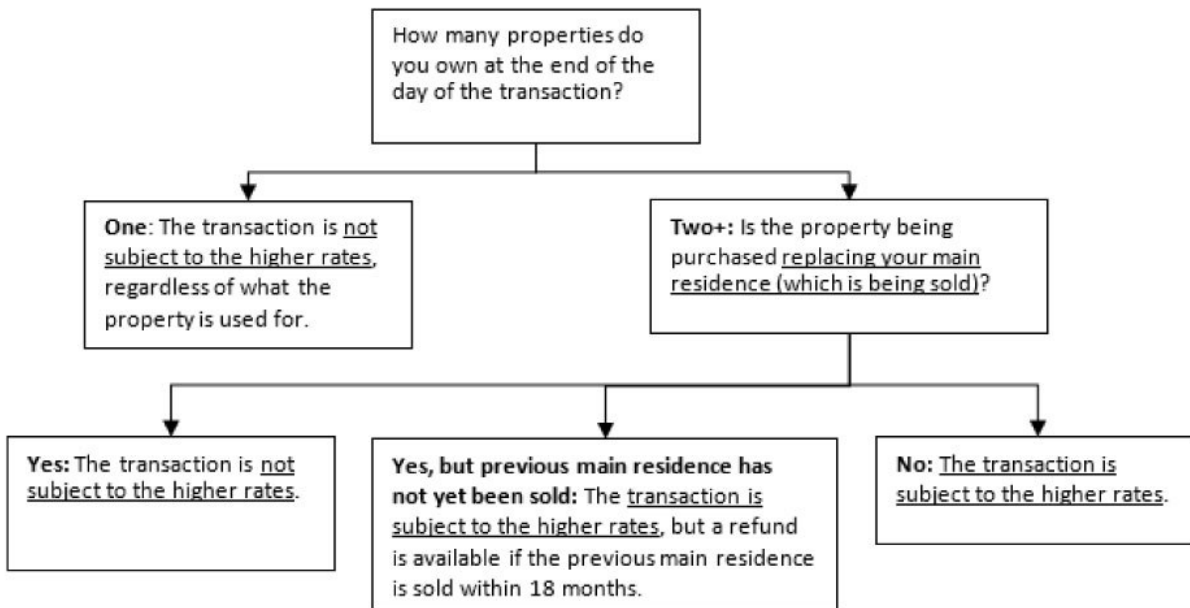 How many properties do
you own at the end of the
day of the transaction?
One: The transaction is not
subject to the higher rates,
regardless of what the
property is used for.
Two+: Is the property being
purchased replacing your main
residence (which is being sold)?
Yes: The transaction is not
subject to the higher rates.
Yes, but previous main residence has
not yet been sold: The transaction is
subject to the higher rates, but a refund
is available if the previous main residence
is sold within 18 months.
No: The transaction is
subject to the higher rates.